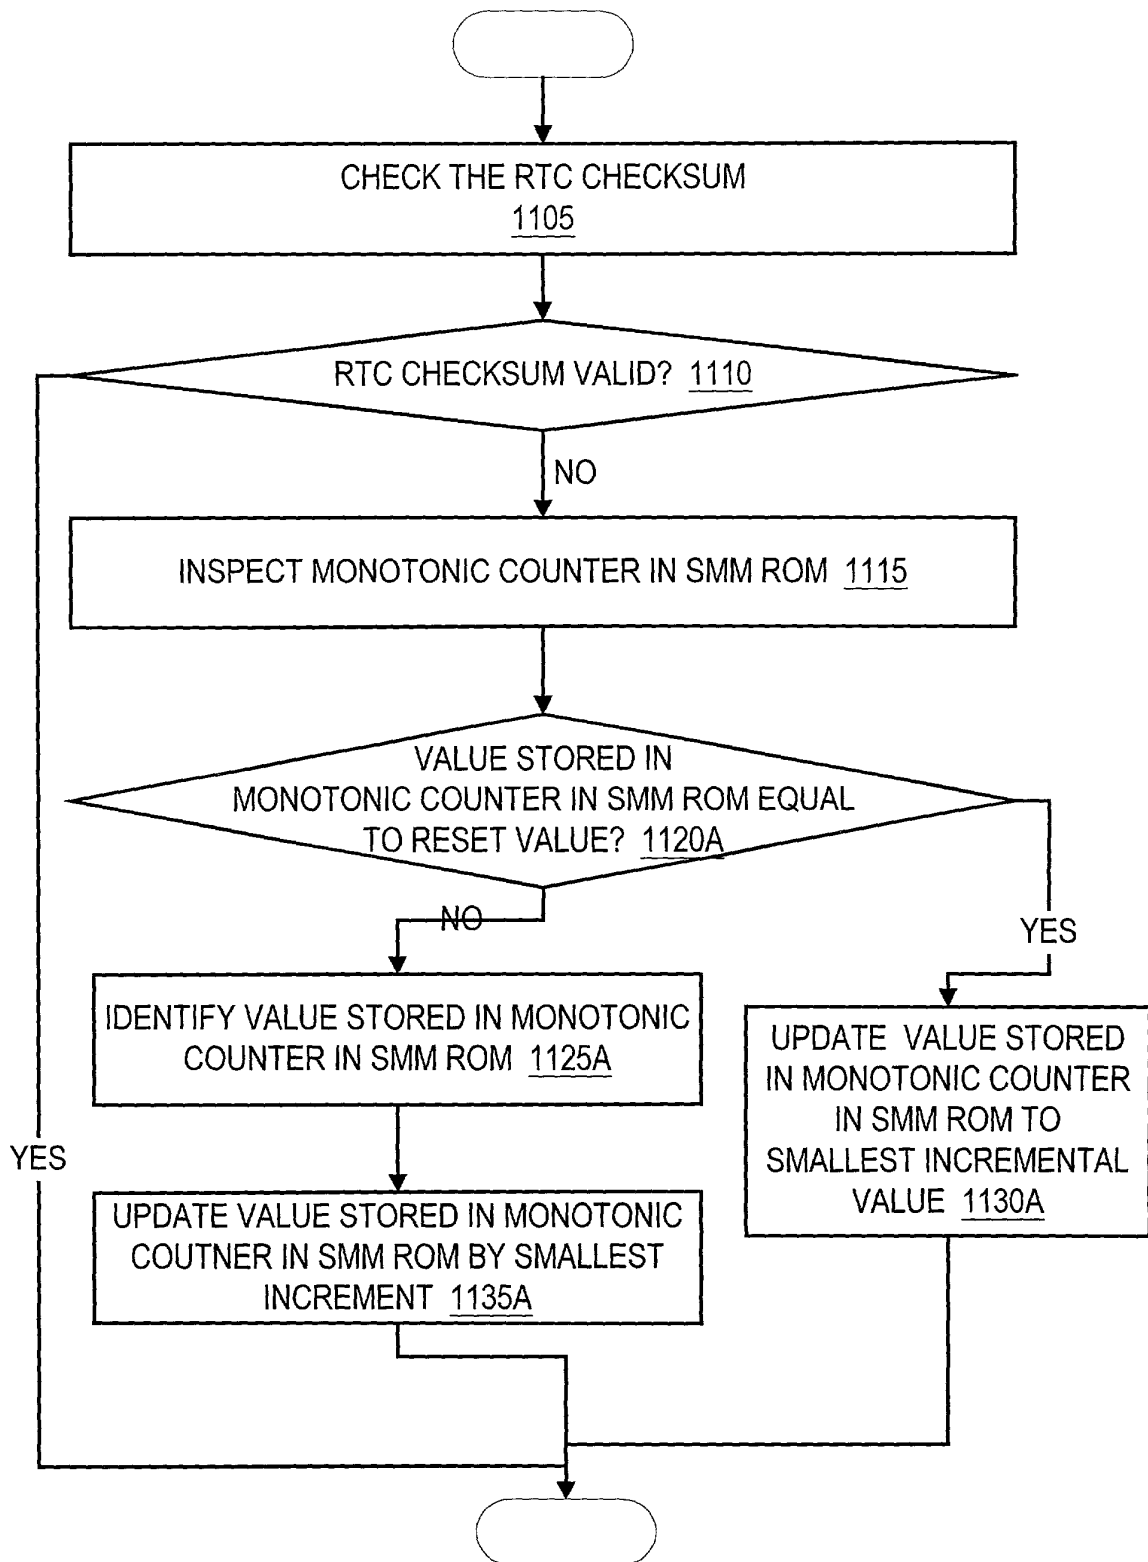 CHECK THE RTC CHECKSUM
1105
RTC CHECKSUM VALID? 1110
NO
INSPECT MONOTONIC COUNTER IN SMM ROM 1115
VALUE STORED IN
MONOTONIC COUNTER IN SMM ROM EQUAL
TO RESET VALUE? 1120A
NO
YES
IDENTIFY VALUE STORED IN MONOTONIC
COUNTER IN SMM ROM 1125A
UPDATE VALUE STORED
IN MONOTONIC COUNTER
IN SMM ROM TO
SMALLEST INCREMENTAL
VALUE 1130A
YES
UPDATE VALUE STORED IN MONOTONIC
COUTNER IN SMM ROM BY SMALLEST
INCREMENT 1135A